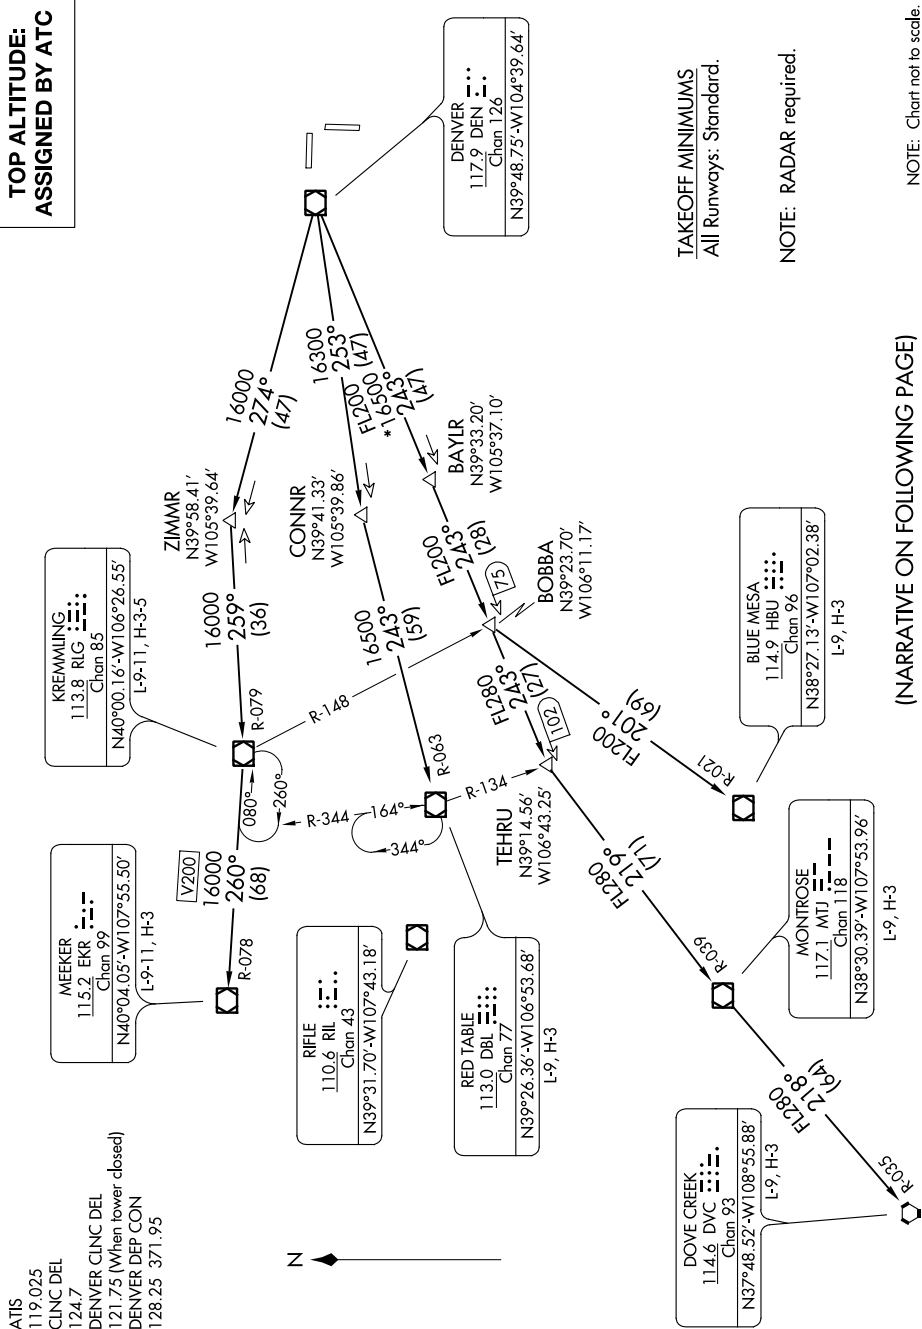 TOP ALTITUDE:
ASSIGNED BY ATC
ATIS
119.025
CLNC DEL
124.7
DENVER CLNC DEL
121.75 (When tower closed)
DENVER DEP CON
128.25 371.95
MEEKER
115.2 EKR
Chan 99
N40°04.05'-W107°55.50'
L-9-11, H-3
KREMMLING
113.8 RLG
Chan 85
N40°00.16'-W106°26.55'
L-9-11, H-3-5
ZIMMR
N39°58.41'
W105°39.64'
16000
274°
(47)
16000
259°
(36)
R-079
V200
16000
260°
(68)
R-078
080°
260°
R-344
164°
344°
R-148
DENVER
117.9 DEN
Chan 126
N39°48.75'-W104°39.64'
16300
253°
(47)
CONNR
N39°41.33'
W105°39.86'
16500
243°
(59)
R-063
FL200
*16500
243°
(47)
BAYLR
N39°33.20'
W105°37.10'
FL200
243°
(28)
75
BOBBA
N39°23.70'
W106°11.17'
RIFLE
110.6 RIL
Chan 43
N39°31.70'-W107°43.18'
RED TABLE
113.0 DBL
Chan 77
N39°26.36'-W106°53.68'
L-9, H-3
R-134
FL280
243°
(27)
102
TEHRU
N39°14.56'
W106°43.25'
FL200
201°
(69)
R-021
BLUE MESA
114.9 HBU
Chan 96
N38°27.13'-W107°02.38'
L-9, H-3
FL280
219°
(71)
R-039
MONTROSE
117.1 MTJ
Chan 118
N38°30.39'-W107°53.96'
L-9, H-3
FL280
218°
(64)
R-035
DOVE CREEK
114.6 DVC
Chan 93
N37°48.52'-W108°55.88'
L-9, H-3
N
TAKEOFF MINIMUMS
All Runways: Standard.
NOTE: RADAR required.
(NARRATIVE ON FOLLOWING PAGE)
NOTE: Chart not to scale.